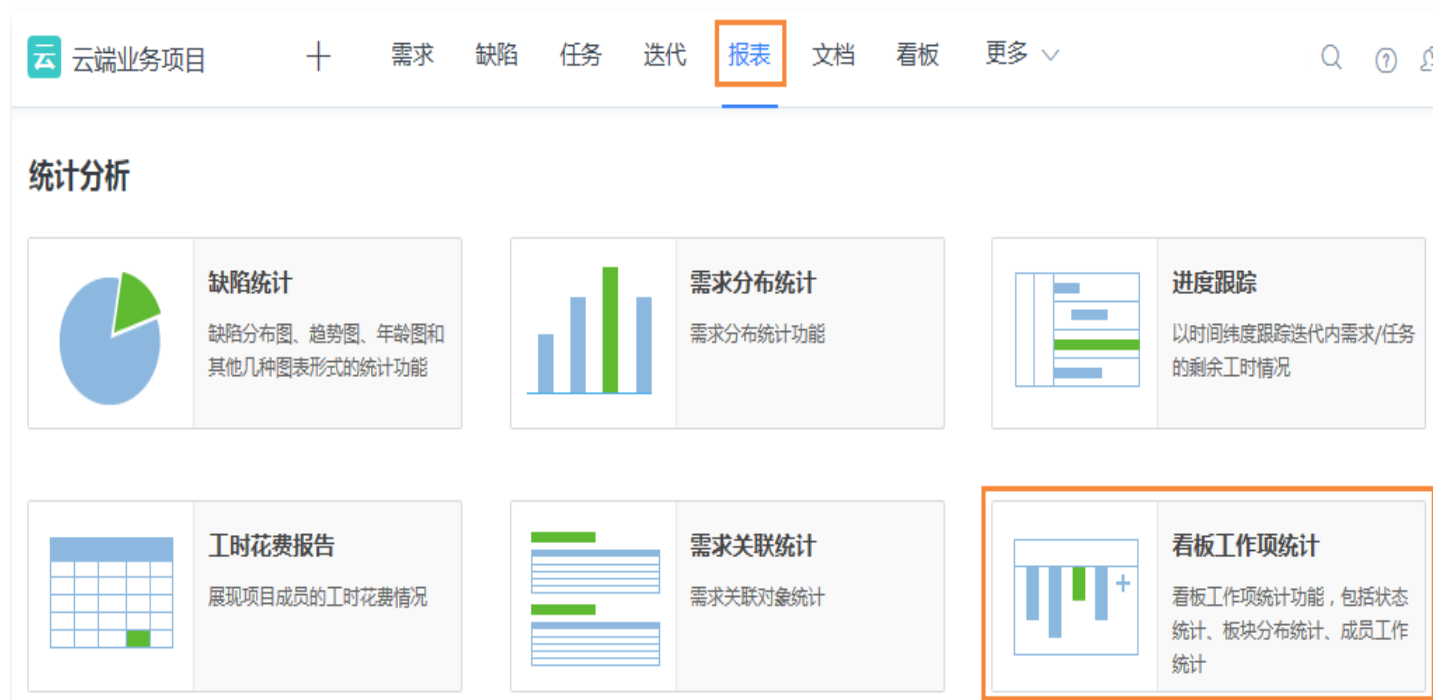 云 云端业务项目 + 需求 缺陷 任务 迭代 报表 文档 看板 更多
统计分析
缺陷统计
缺陷分布图、趋势图、年龄图和
其他几种图表形式的统计功能
需求分布统计
需求分布统计功能
进度跟踪
以时间纬度跟踪迭代内需求/任务
的剩余工时情况
工时花费报告
展现项目成员的工时花费情况
需求关联统计
需求关联对象统计
看板工作项统计
看板工作项统计功能，包括状态
统计、板块分布统计、成员工作
统计